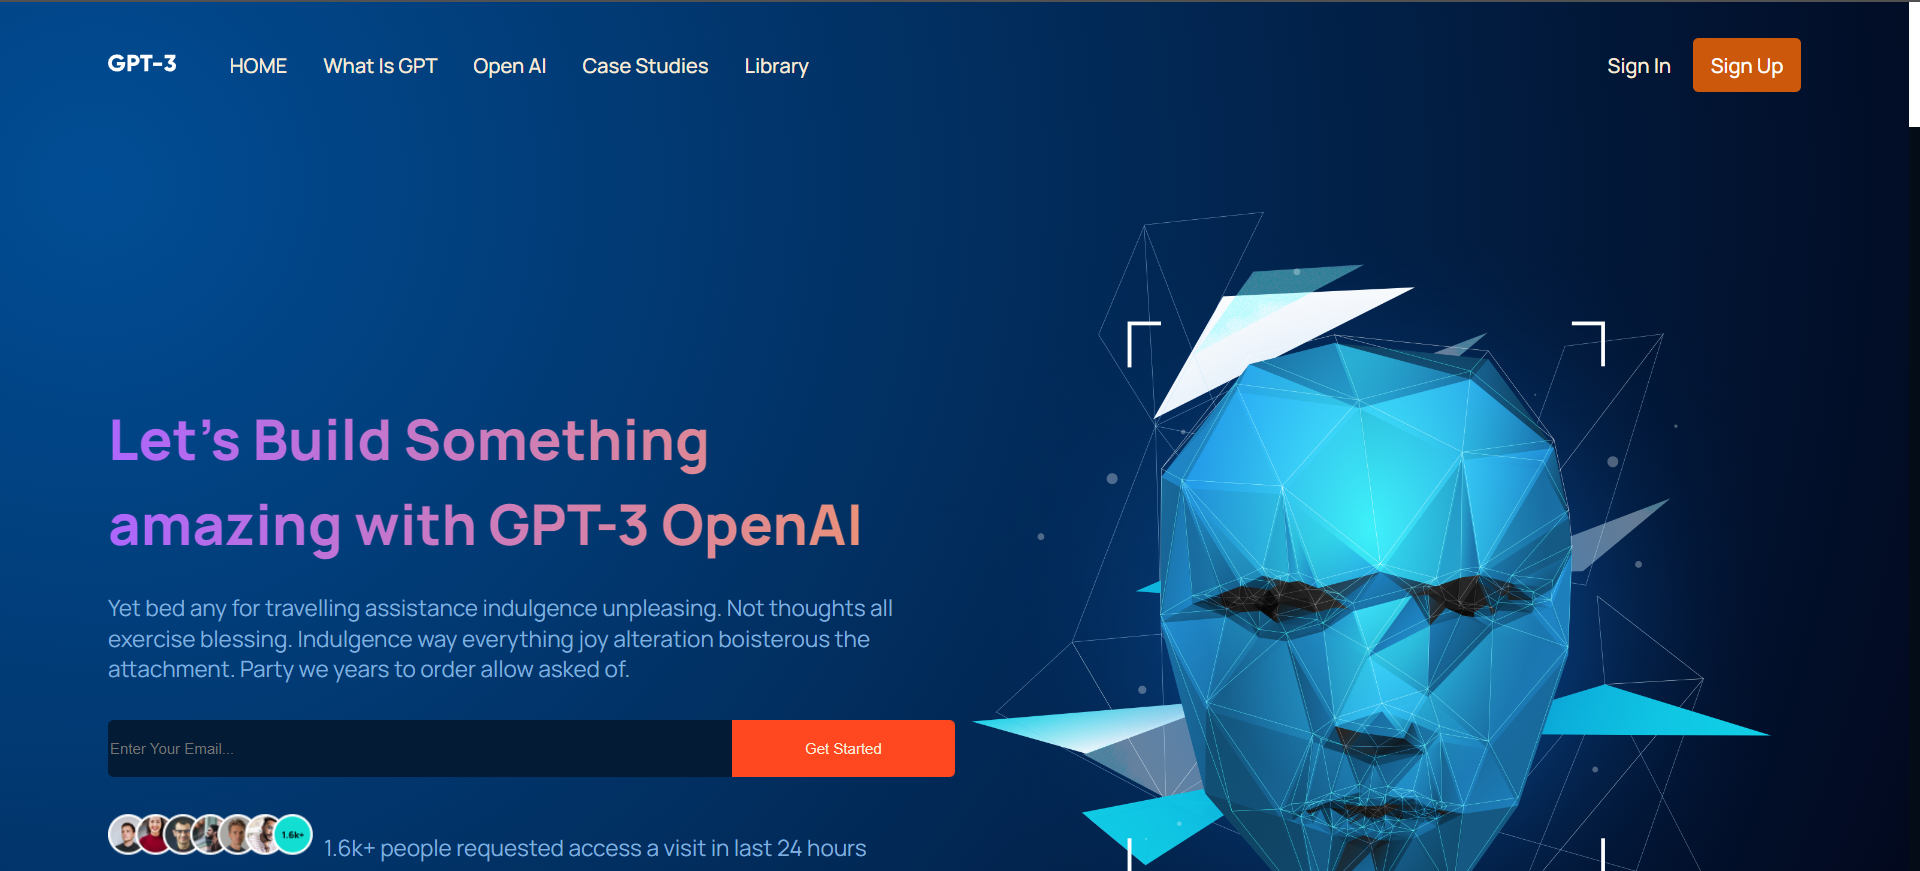 GPT-3 HOME What Is GPT Open AI Case Studies Library Sign In Sign Up
Let's Build Something
amazing with GPT-3 OpenAI
Yet bed any for travelling assistance indulgence unpleasing. Not thoughts all
exercise blessing. Indulgence way everything joy alteration boisterous the
attachment. Party we years to order allow asked of.
Enter Your Email... Get Started
1.6k+ 1.6k+ people requested access a visit in last 24 hours